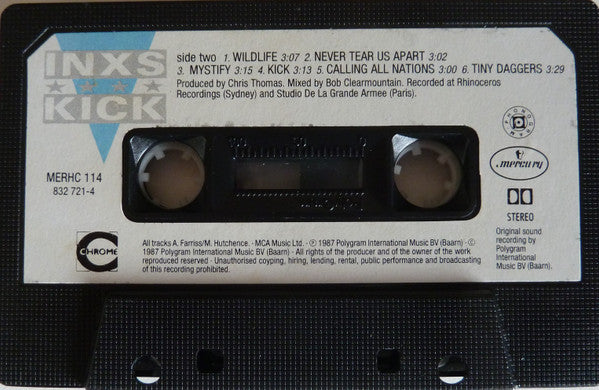 INXS
KICK
side two 1. WILDLIFE 3:07 2. NEVER TEAR US APART 3:02
3. MYSTIFY 3:15 4. KICK 3:13 5. CALLING ALL NATIONS 3:00 6. TINY DAGGERS 3:29
Produced by Chris Thomas. Mixed by Bob Clearmountain. Recorded at Rhinoceros
Recordings (Sydney) and Studio De La Grande Armee (Paris).
PHONOGRAM
mercury
MERHC 114
832 721-4
STEREO
CHROME
All tracks A. Farriss/M. Hutchence. · MCA Music Ltd. · ℗ 1987 Polygram International Music BV (Baarn) · ©
1987 Polygram International Music BV (Baarn) · All rights of the producer and of the owner of the work
reproduced reserved · Unauthorised coyping, hiring, lending, rental, public performance and broadcasting
of this recording prohibited.
Original sound
recording by
Polygram
International
Music BV (Baarn).